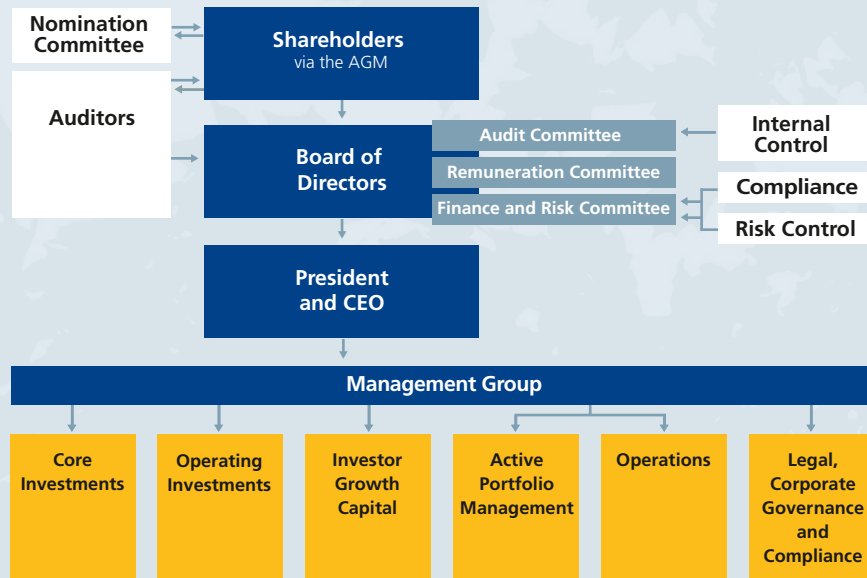 Nomination
Committee
Shareholders
via the AGM
Auditors
Board of
Directors
Audit Committee
Remuneration Committee
Finance and Risk Committee
Internal
Control
Compliance
Risk Control
President
and CEO
Management Group
Core
Investments
Operating
Investments
Investor
Growth
Capital
Active
Portfolio
Management
Operations
Legal,
Corporate
Governance
and
Compliance